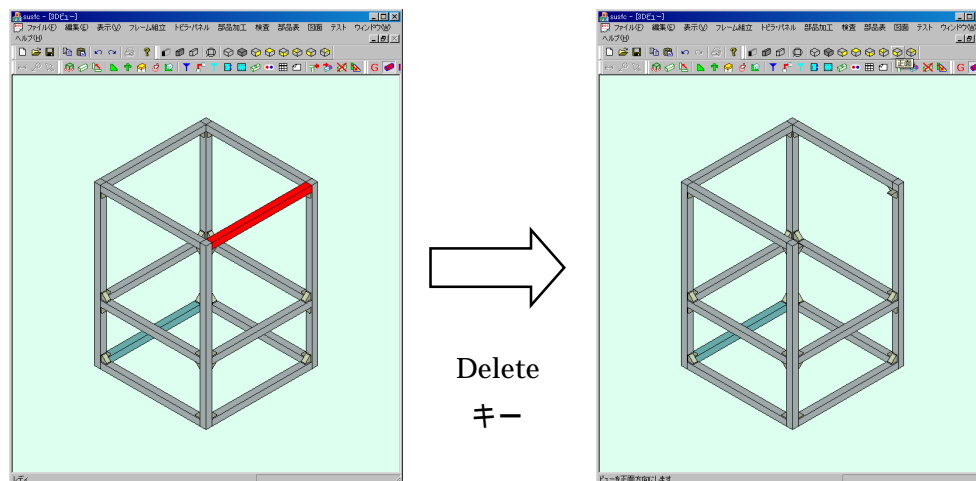 susfc - [3Dビュー]
ファイル(F) 編集(E) 表示(V) フレーム組立 トビラ・パネル 部品加工 検査 部品表 図面 テスト ウィンドウ(W)
ヘルプ(H)
レディ
Delete
キー
susfc - [3Dビュー]
ファイル(F) 編集(E) 表示(V) フレーム組立 トビラ・パネル 部品加工 検査 部品表 図面 テスト ウィンドウ(W)
ヘルプ(H)
正面
ビューを正面方向にします